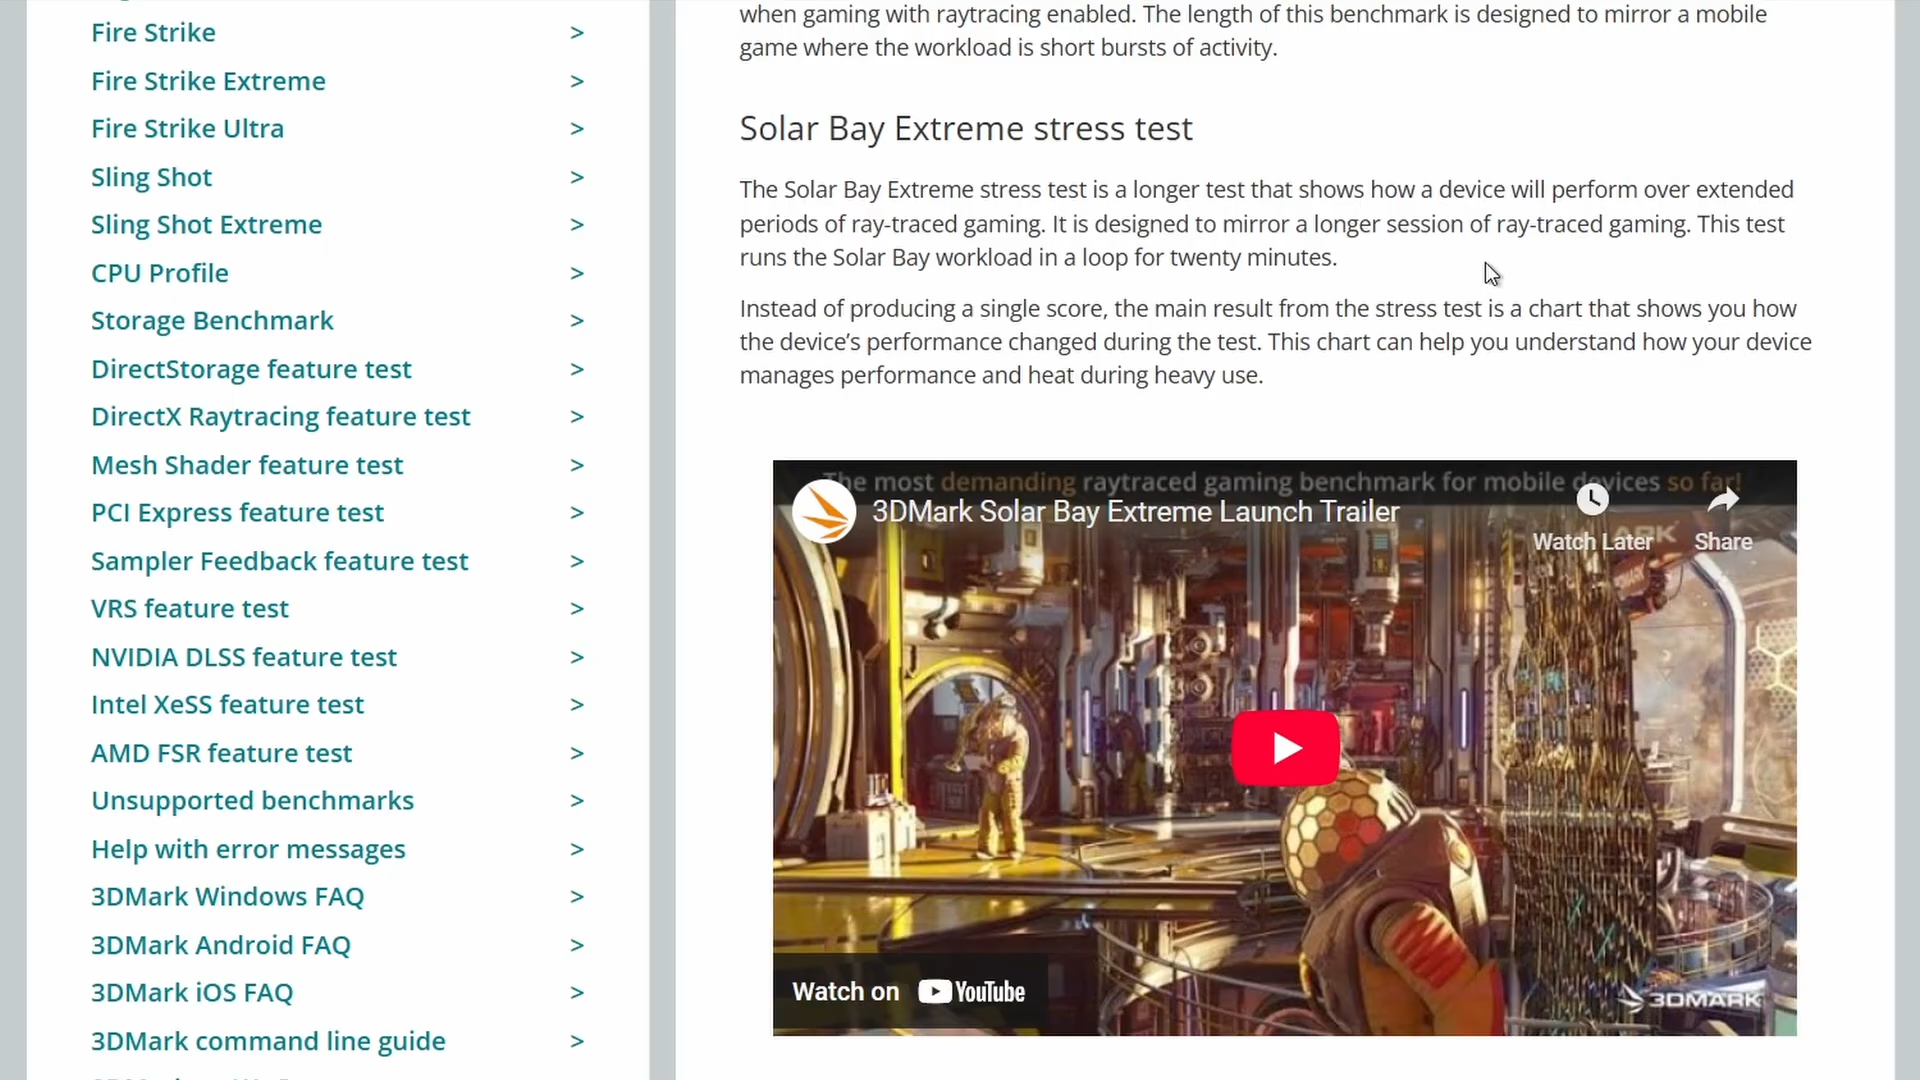 Fire Strike >
Fire Strike Extreme >
Fire Strike Ultra >
Sling Shot >
Sling Shot Extreme >
CPU Profile >
Storage Benchmark >
DirectStorage feature test >
DirectX Raytracing feature test >
Mesh Shader feature test >
PCI Express feature test >
Sampler Feedback feature test >
VRS feature test >
NVIDIA DLSS feature test >
Intel XeSS feature test >
AMD FSR feature test >
Unsupported benchmarks >
Help with error messages >
3DMark Windows FAQ >
3DMark Android FAQ >
3DMark iOS FAQ >
3DMark command line guide >
when gaming with raytracing enabled. The length of this benchmark is designed to mirror a mobile
game where the workload is short bursts of activity.
Solar Bay Extreme stress test
The Solar Bay Extreme stress test is a longer test that shows how a device will perform over extended
periods of ray-traced gaming. It is designed to mirror a longer session of ray-traced gaming. This test
runs the Solar Bay workload in a loop for twenty minutes.
Instead of producing a single score, the main result from the stress test is a chart that shows you how
the device’s performance changed during the test. This chart can help you understand how your device
manages performance and heat during heavy use.
The most demanding raytraced gaming benchmark for mobile devices so far!
3DMark Solar Bay Extreme Launch Trailer
Watch Later
Share
Watch on YouTube
3DMARK